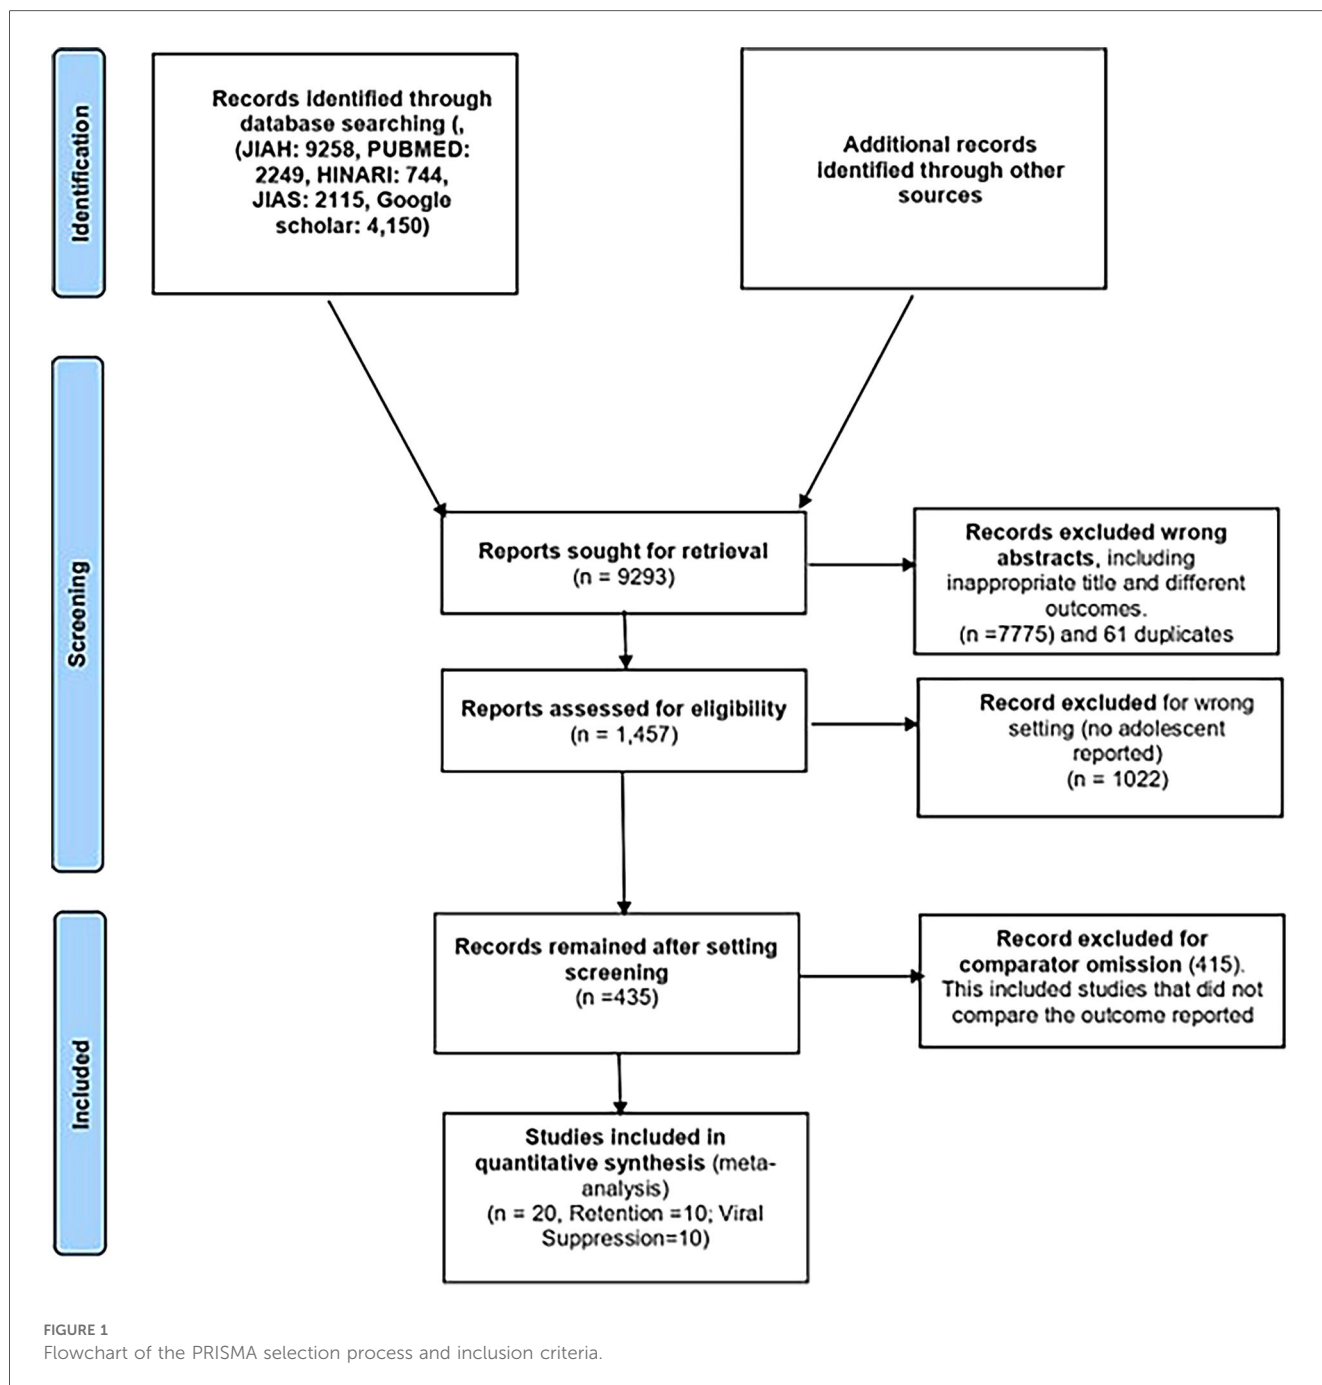 Identification
Records identified through
database searching (,
(JIAH: 9258, PUBMED:
2249, HINARI: 744,
JIAS: 2115, Google
scholar: 4,150)
Additional records
identified through other
sources
Screening
Reports sought for retrieval
(n = 9293)
Records excluded wrong
abstracts, including
inappropriate title and different
outcomes.
(n =7775) and 61 duplicates
Reports assessed for eligibility
(n = 1,457)
Record excluded for wrong
setting (no adolescent
reported)
(n = 1022)
Included
Records remained after setting
screening
(n =435)
Record excluded for
comparator omission (415).
This included studies that did not
compare the outcome reported
Studies included in
quantitative synthesis (meta-
analysis)
(n = 20, Retention =10; Viral
Suppression=10)
FIGURE 1
Flowchart of the PRISMA selection process and inclusion criteria.